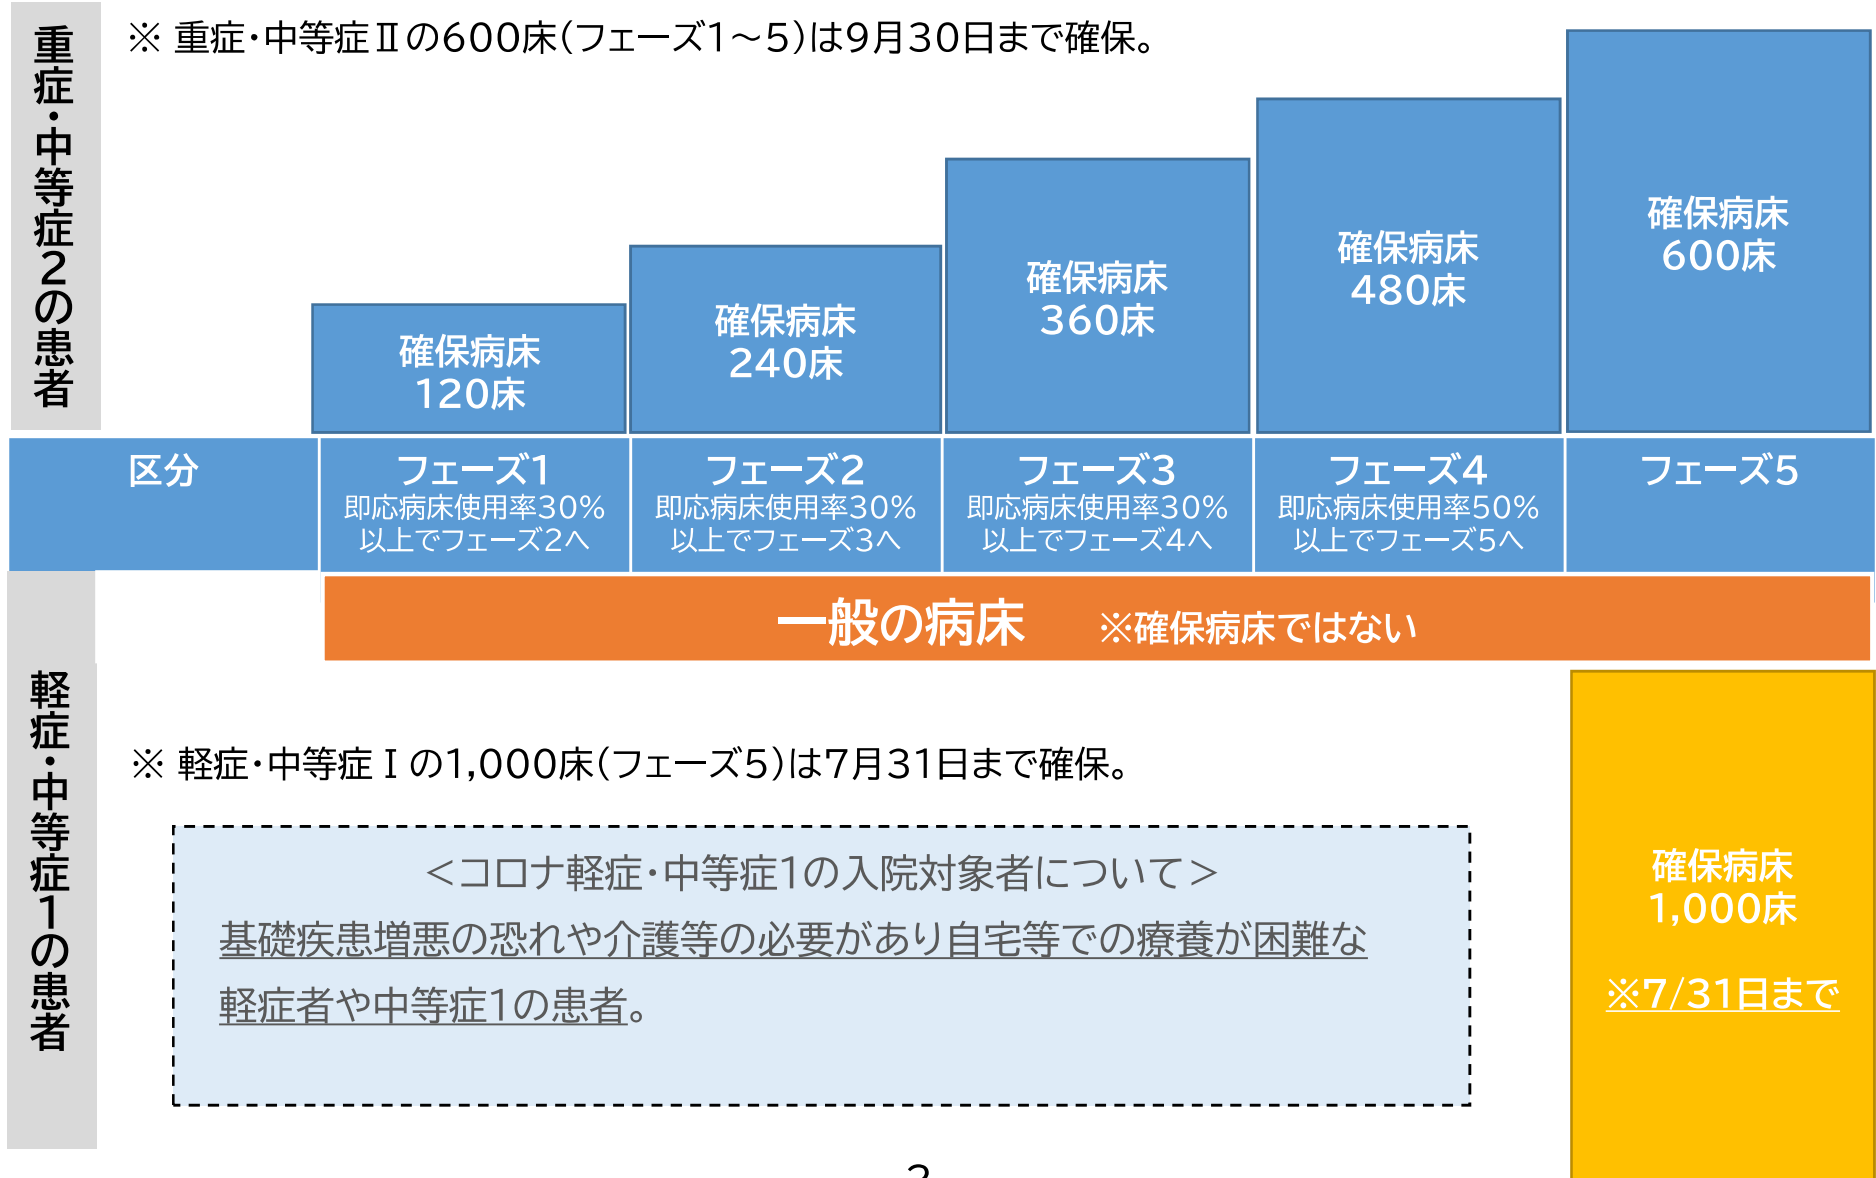 重症・中等症2の患者
※ 重症・中等症Ⅱの600床(フェーズ1～5)は9月30日まで確保。
確保病床
120床
確保病床
240床
確保病床
360床
確保病床
480床
確保病床
600床
区分
フェーズ1
即応病床使用率30%
以上でフェーズ2へ
フェーズ2
即応病床使用率30%
以上でフェーズ3へ
フェーズ3
即応病床使用率30%
以上でフェーズ4へ
フェーズ4
即応病床使用率50%
以上でフェーズ5へ
フェーズ5
一般の病床 ※確保病床ではない
軽症・中等症1の患者
※ 軽症・中等症Ⅰの1,000床(フェーズ5)は7月31日まで確保。
＜コロナ軽症・中等症1の入院対象者について＞
基礎疾患増悪の恐れや介護等の必要があり自宅等での療養が困難な
軽症者や中等症1の患者。
確保病床
1,000床
※7/31日まで